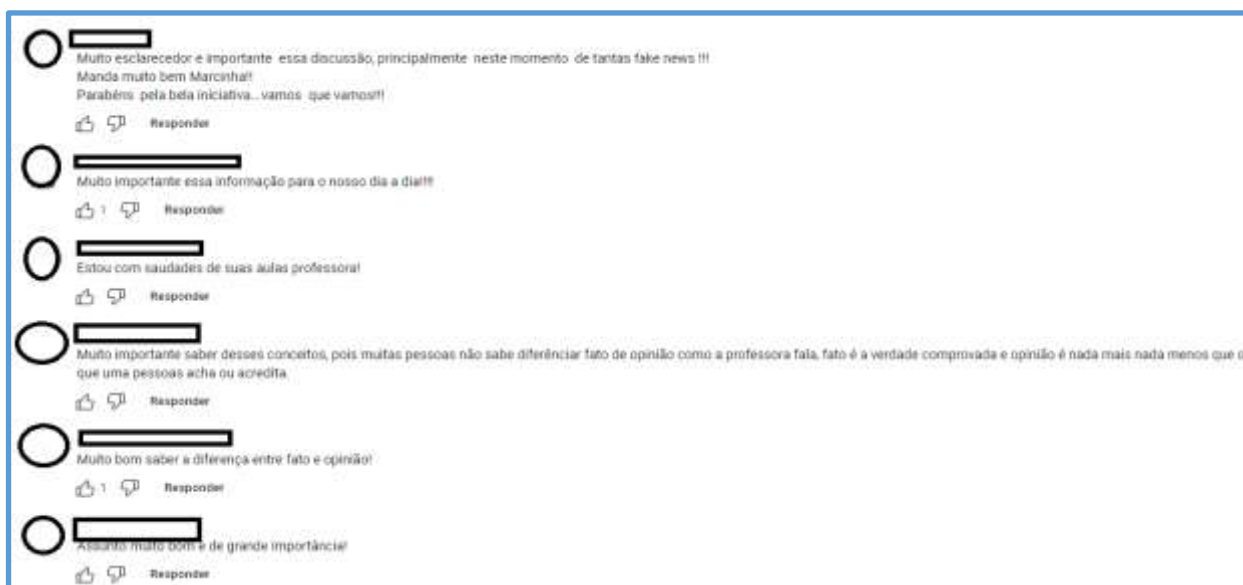 Muito esclarecedor e importante essa discussão, principalmente neste momento de tantas fake news !!!
Manda muito bem Marcinha!!
Parabéns pela bela iniciativa...vamos que vamos!!!
Responder
Muito importante essa informação para o nosso dia a dia!!!!
1 Responder
Estou com saudades de suas aulas professora!
Responder
Muito importante saber desses conceitos, pois muitas pessoas não sabe diferênciar fato de opinião como a professora fala, fato é a verdade comprovada e opinião é nada mais nada menos que o
que uma pessoas acha ou acredita.
Responder
Muito bom saber a diferença entre fato e opinião!
1 Responder
Assunto muito bom e de grande importância!
Responder